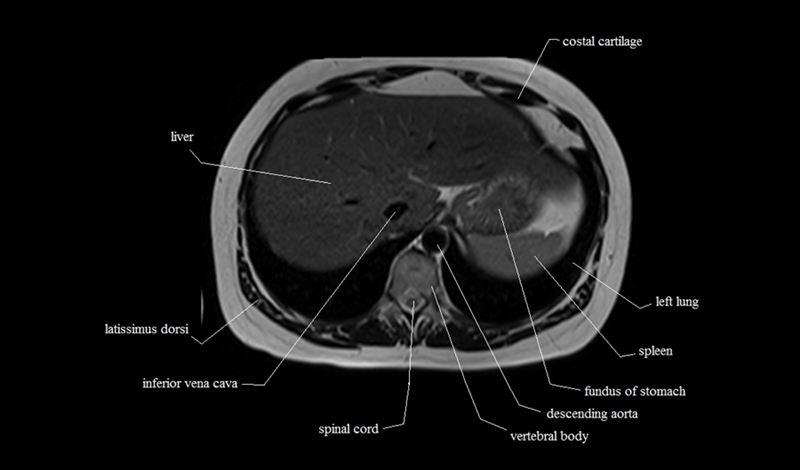 costal cartilage
liver
left lung
latissimus dorsi
spleen
inferior vena cava
fundus of stomach
descending aorta
spinal cord
vertebral body